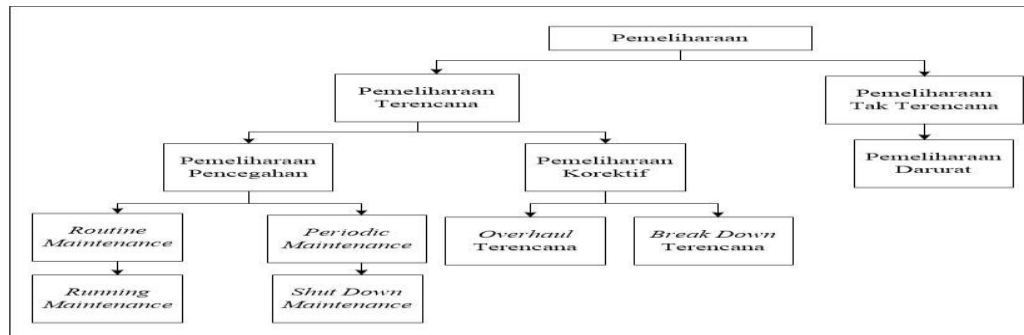 Pemeliharaan
Pemeliharaan
Terencana
Pemeliharaan
Tak Terencana
Pemeliharaan
Pencegahan
Pemeliharaan
Korektif
Pemeliharaan
Darurat
Routine
Maintenance
Periodic
Maintenance
Overhaul
Terencana
Break Down
Terencana
Running
Maintenance
Shut Down
Maintenance